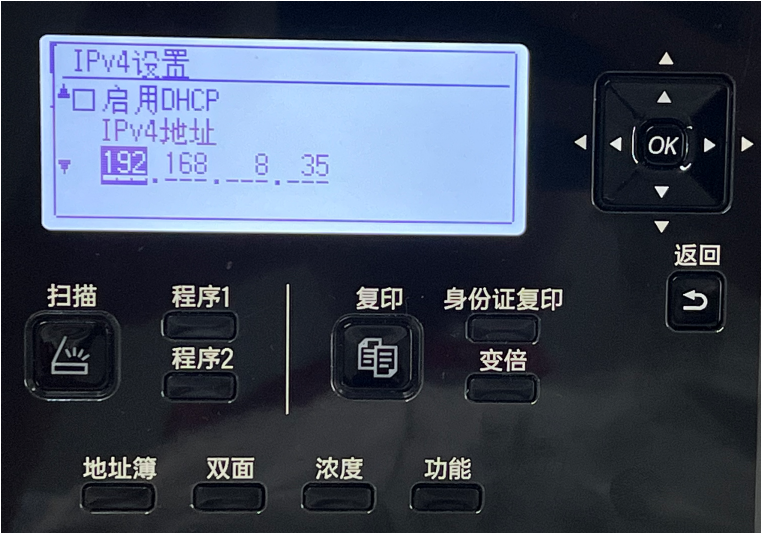 IPv4设置
启用DHCP
IPv4地址
192.168.8.35
OK
返回
扫描
程序1
复印
身份证复印
程序2
变倍
地址簿
双面
浓度
功能